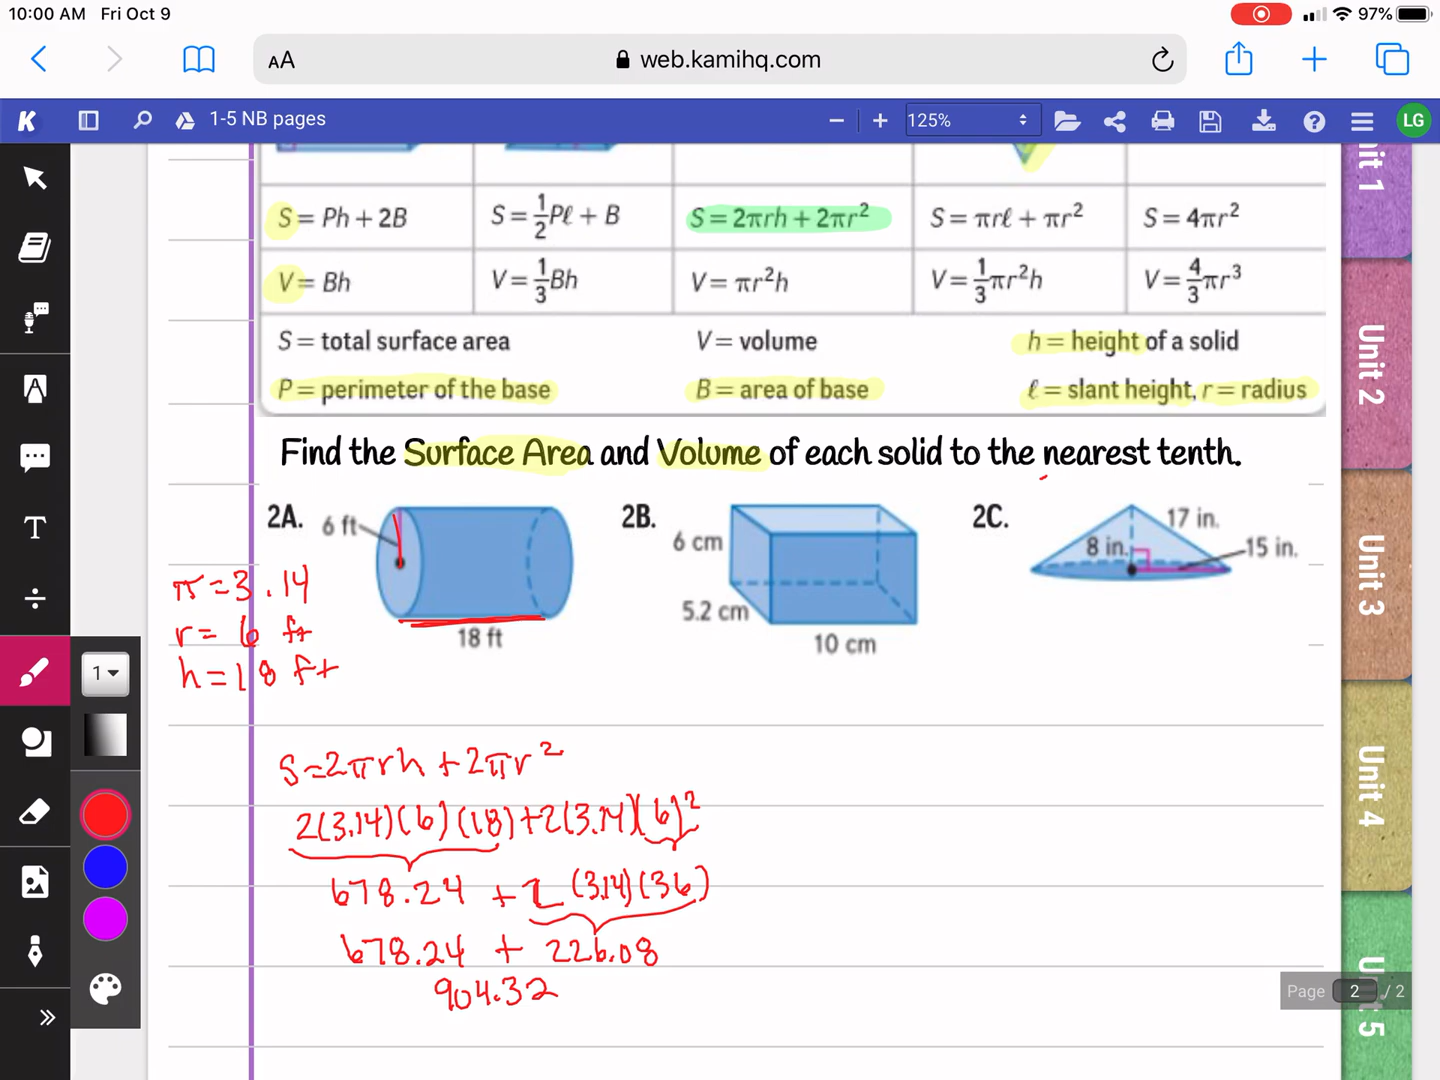 10:00 AM Fri Oct 9 97%
AA web.kamihq.com
K 1-5 NB pages 125% LG
S = Ph + 2B S = 1/2 Pℓ + B S = 2πrh + 2πr² S = πrℓ + πr² S = 4πr²
V = Bh V = 1/3 Bh V = πr²h V = 1/3 πr²h V = 4/3 πr³
S = total surface area V = volume h = height of a solid
P = perimeter of the base B = area of base ℓ = slant height, r = radius
Find the Surface Area and Volume of each solid to the nearest tenth.
2A. 6 ft 18 ft
2B. 6 cm 5.2 cm 10 cm
2C. 8 in. 17 in. 15 in.
π = 3.14
r = 6 ft
h = 18 ft
S = 2πrh + 2πr²
2(3.14)(6)(18) + 2(3.14)(6)²
678.24 + 2 (3.14)(36)
678.24 + 226.08
904.32
T
1
it 1
Unit 2
Unit 3
Unit 4
Un 5
Page 2 / 2